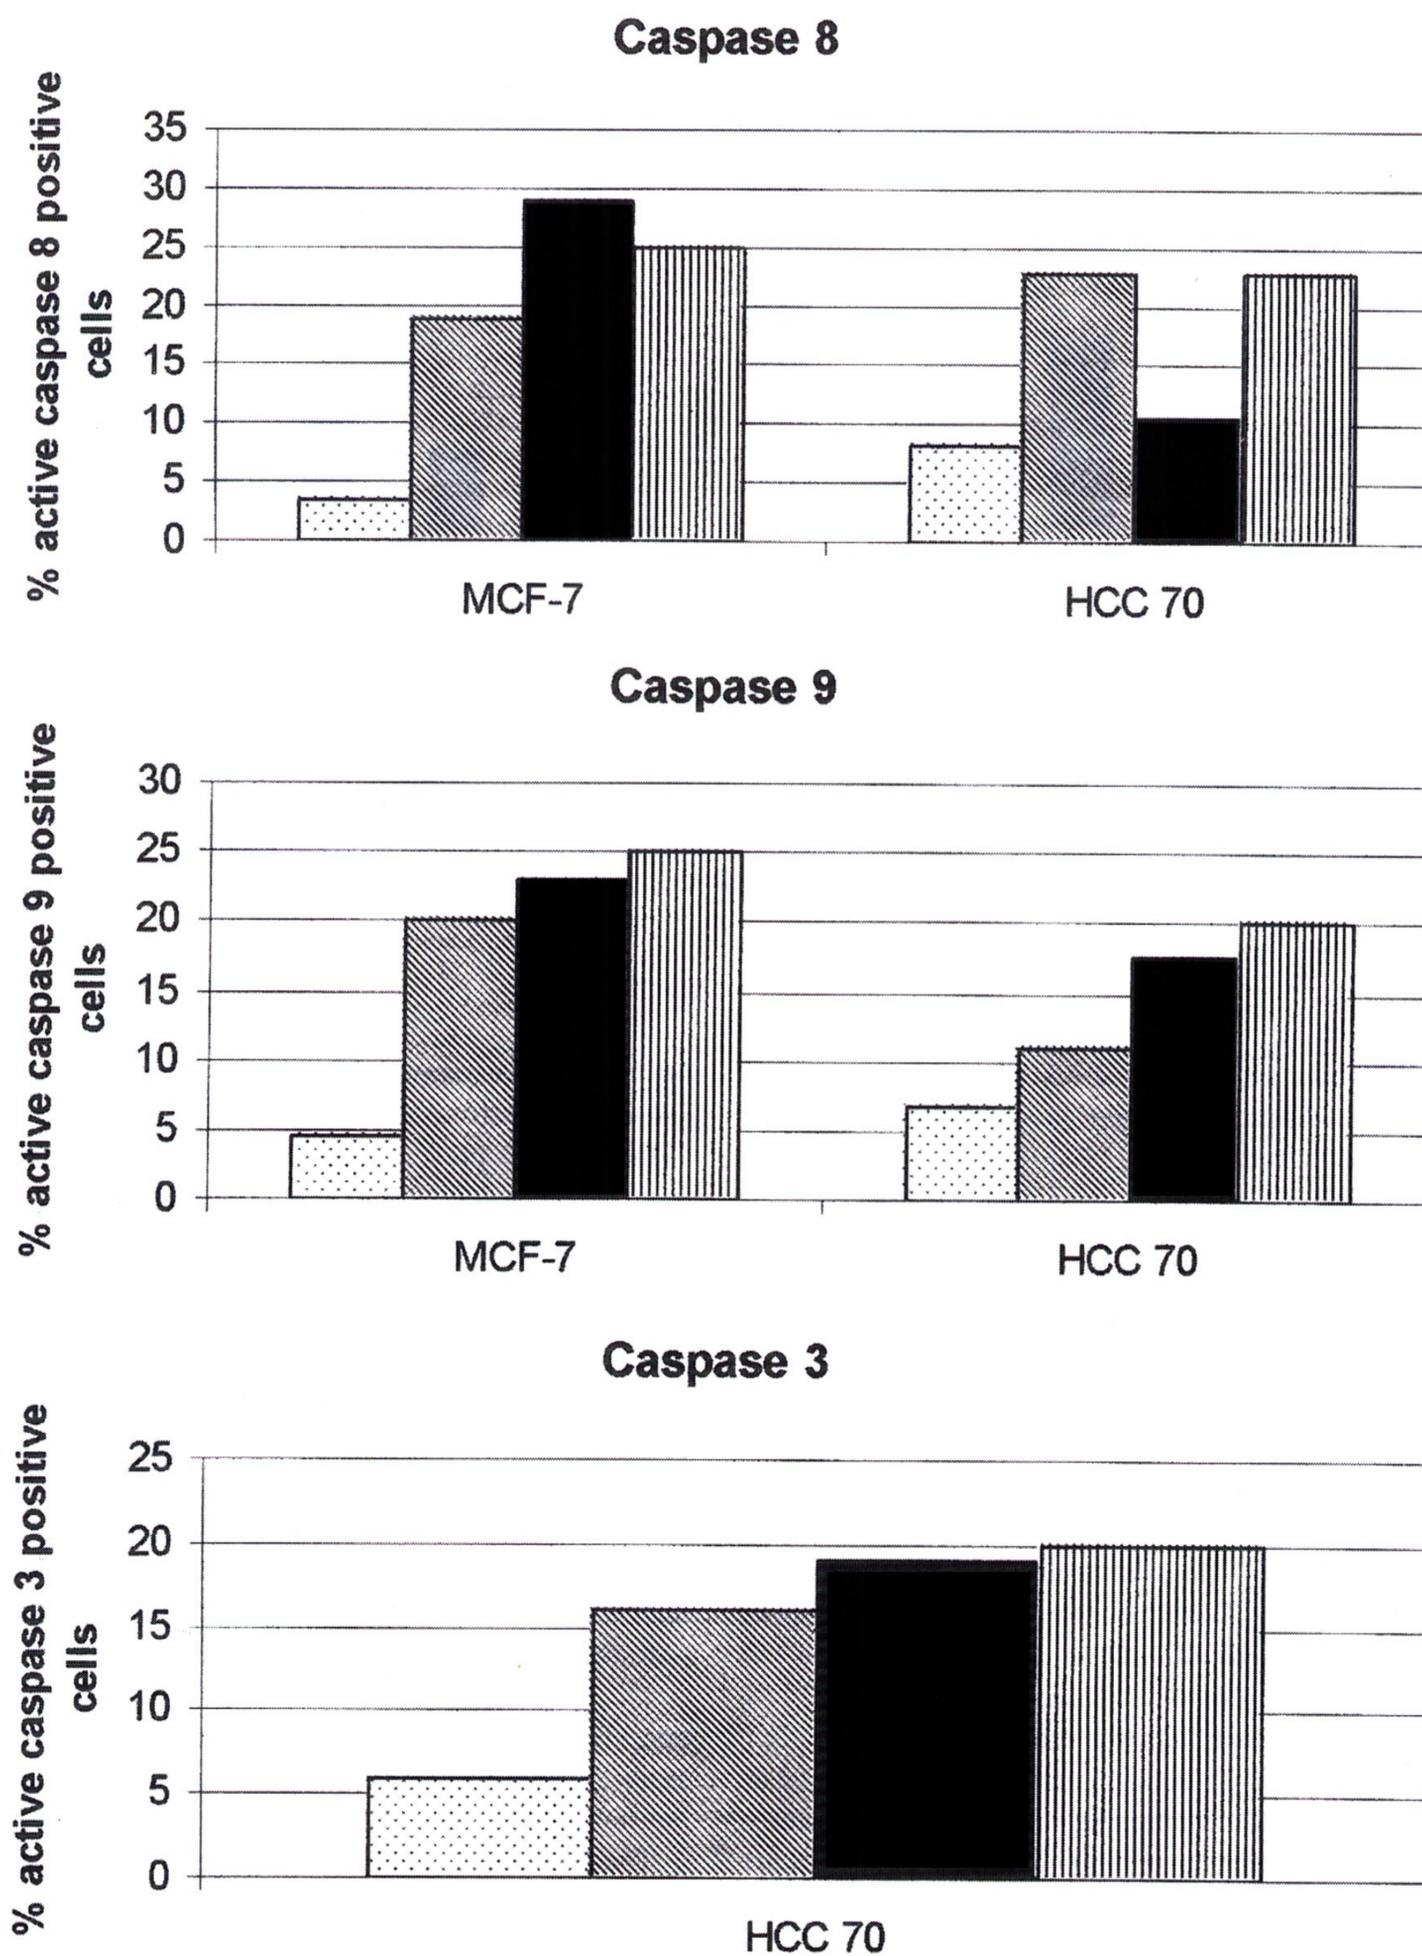 Caspase 8
% active caspase 8 positive
cells
35
30
25
20
15
10
5
0
MCF-7
HCC 70
Caspase 9
% active caspase 9 positive
cells
30
25
20
15
10
5
0
MCF-7
HCC 70
Caspase 3
% active caspase 3 positive
cells
25
20
15
10
5
0
HCC 70